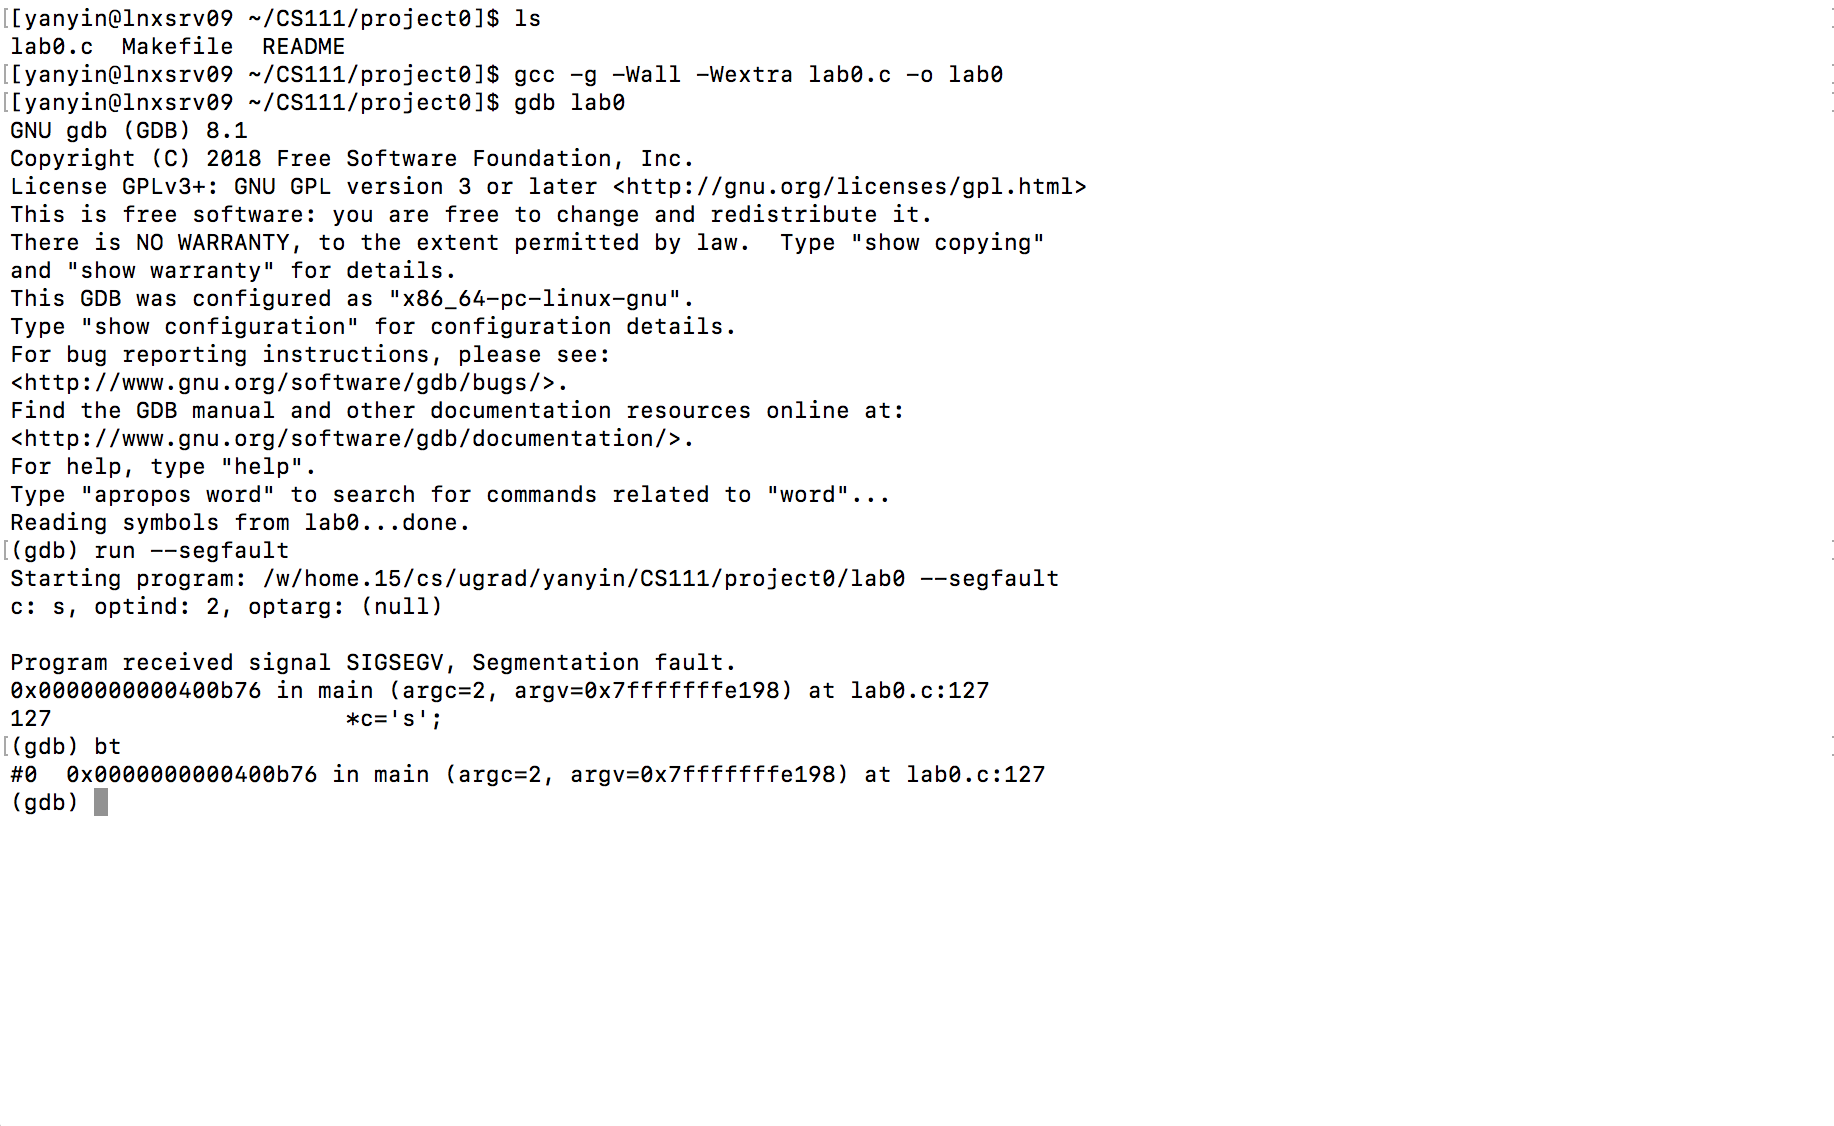 [[yanyin@lnxsrv09 ~/CS111/project0]$ ls
lab0.c  Makefile  README
[[yanyin@lnxsrv09 ~/CS111/project0]$ gcc -g -Wall -Wextra lab0.c -o lab0
[[yanyin@lnxsrv09 ~/CS111/project0]$ gdb lab0
GNU gdb (GDB) 8.1
Copyright (C) 2018 Free Software Foundation, Inc.
License GPLv3+: GNU GPL version 3 or later <http://gnu.org/licenses/gpl.html>
This is free software: you are free to change and redistribute it.
There is NO WARRANTY, to the extent permitted by law.  Type "show copying"
and "show warranty" for details.
This GDB was configured as "x86_64-pc-linux-gnu".
Type "show configuration" for configuration details.
For bug reporting instructions, please see:
<http://www.gnu.org/software/gdb/bugs/>.
Find the GDB manual and other documentation resources online at:
<http://www.gnu.org/software/gdb/documentation/>.
For help, type "help".
Type "apropos word" to search for commands related to "word"...
Reading symbols from lab0...done.
[(gdb) run --segfault
Starting program: /w/home.15/cs/ugrad/yanyin/CS111/project0/lab0 --segfault
c: s, optind: 2, optarg: (null)

Program received signal SIGSEGV, Segmentation fault.
0x0000000000400b76 in main (argc=2, argv=0x7fffffffe198) at lab0.c:127
127                     *c='s';
[(gdb) bt
#0  0x0000000000400b76 in main (argc=2, argv=0x7fffffffe198) at lab0.c:127
(gdb)